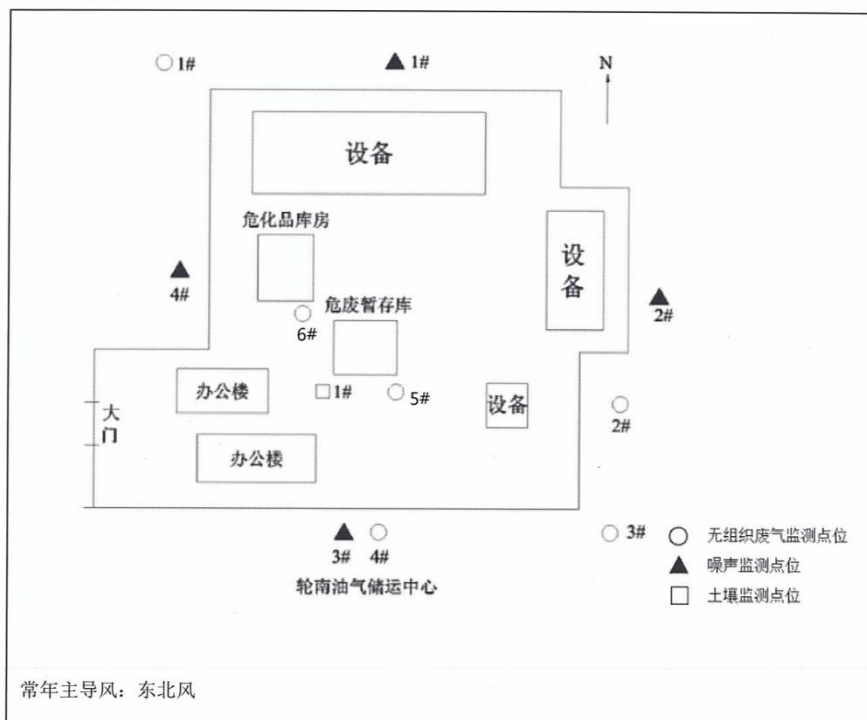 1#
1#
N
设备
危化品库房
设备
4#
2#
危废暂存库
6#
办公楼
1#
5#
设备
大门
2#
办公楼
3#
4#
3#
无组织废气监测点位
噪声监测点位
轮南油气储运中心
土壤监测点位
常年主导风：东北风